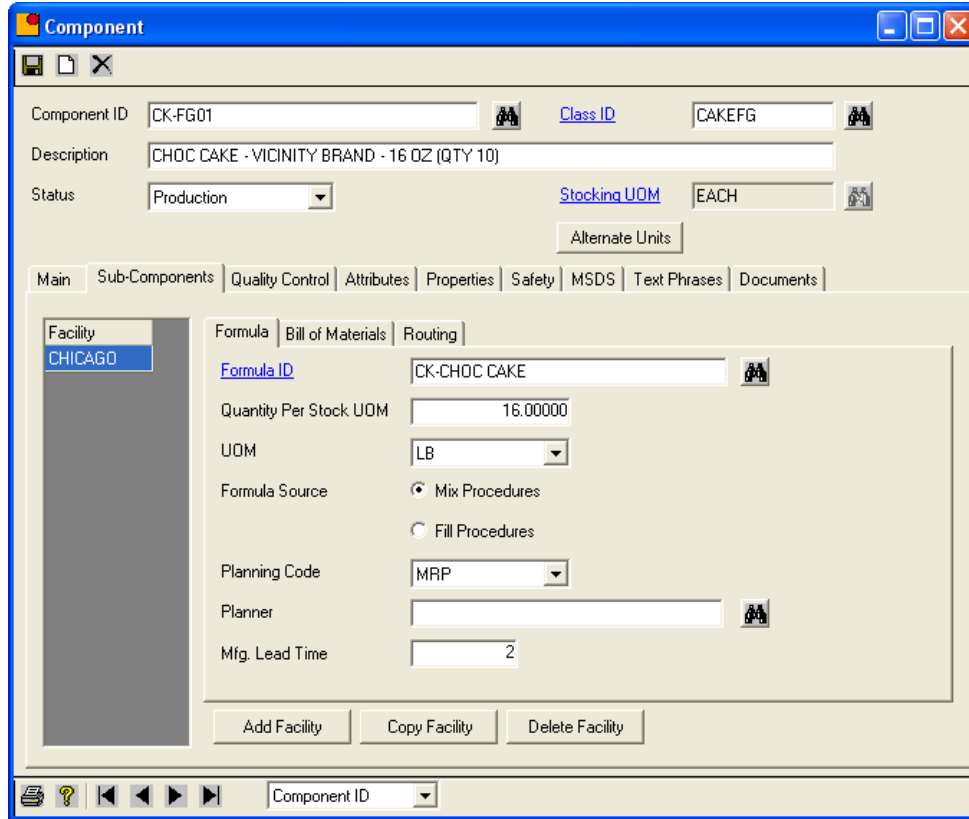 Component
Component ID CK-FG01 Class ID CAKEFG
Description CHOC CAKE - VICINITY BRAND - 16 OZ (QTY 10)
Status Production Stocking UOM EACH
Alternate Units
Main Sub-Components Quality Control Attributes Properties Safety MSDS Text Phrases Documents
Facility
CHICAGO
Formula Bill of Materials Routing
Formula ID CK-CHOC CAKE
Quantity Per Stock UOM 16.00000
UOM LB
Formula Source Mix Procedures
Fill Procedures
Planning Code MRP
Planner
Mfg. Lead Time 2
Add Facility Copy Facility Delete Facility
Component ID